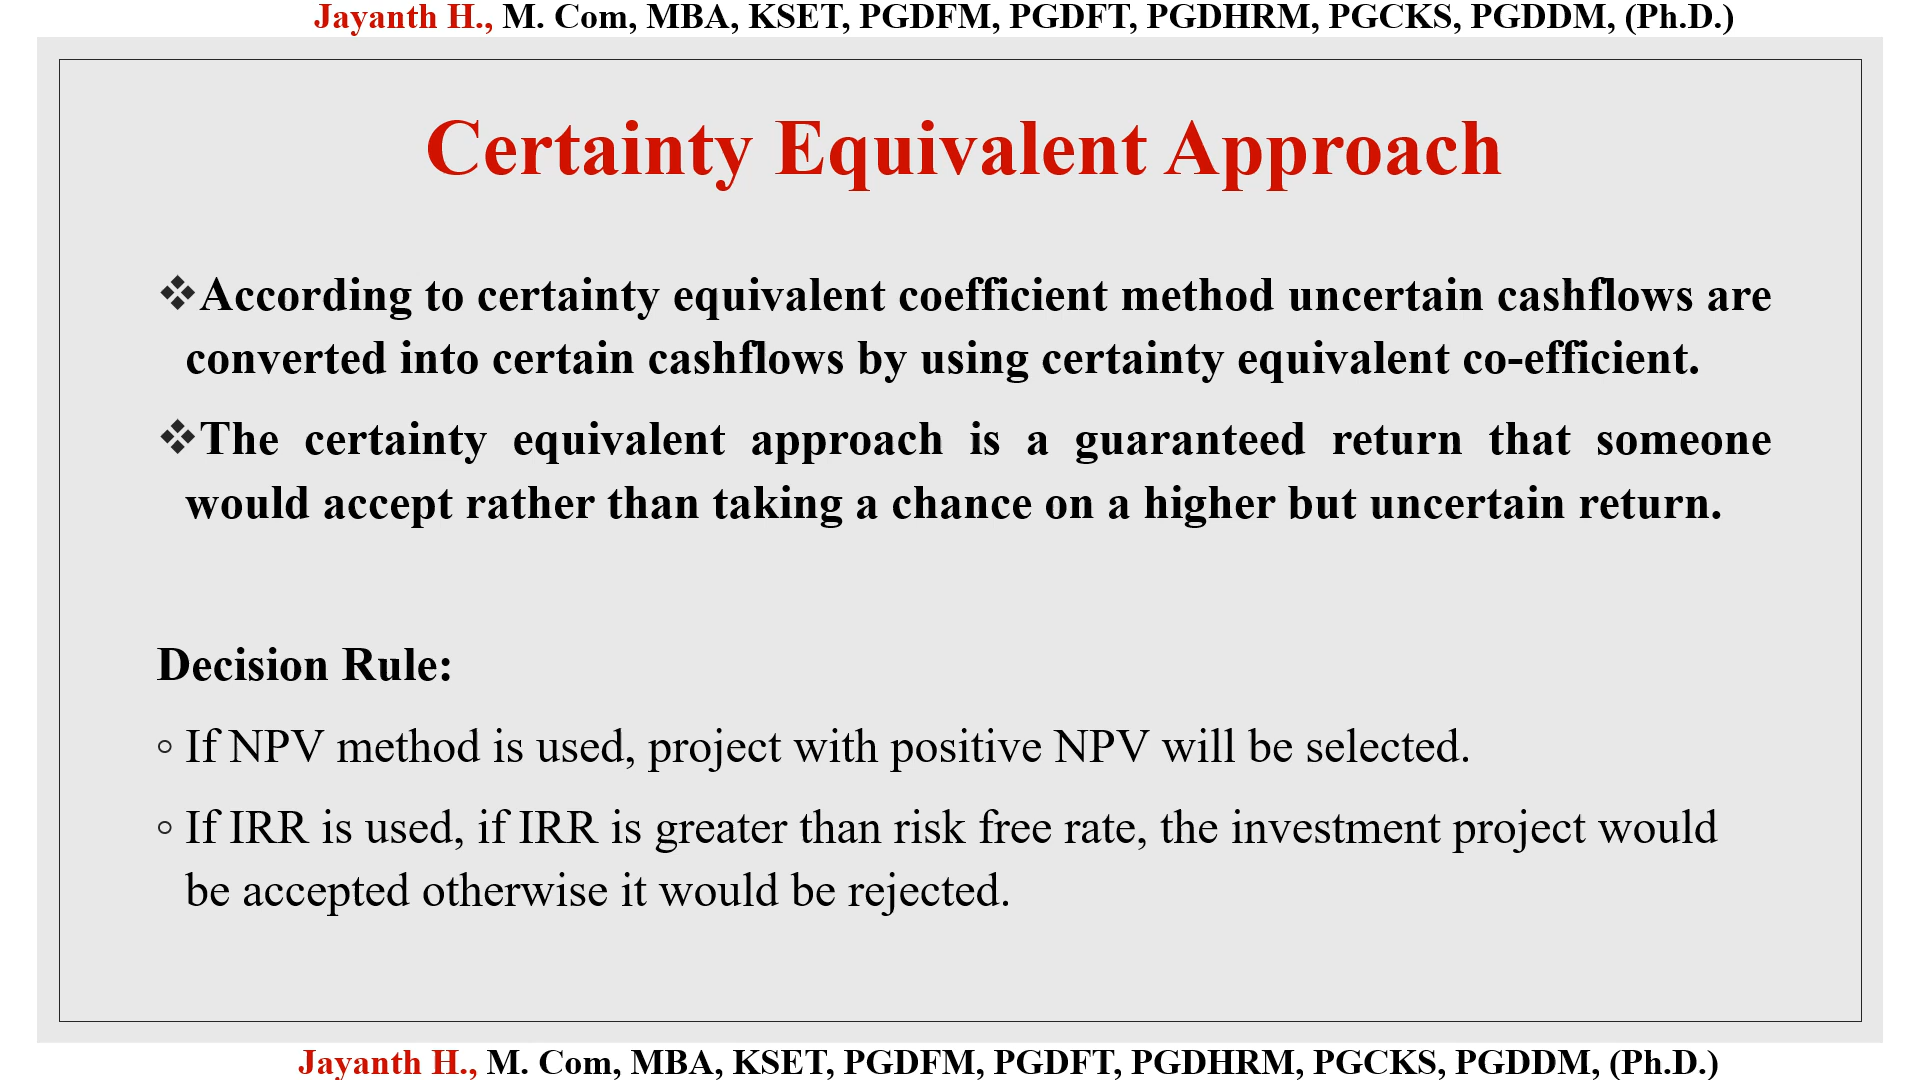 Jayanth H., M. Com, MBA, KSET, PGDFM, PGDFT, PGDHRM, PGCKS, PGDDM, (Ph.D.)
Certainty Equivalent Approach
❖According to certainty equivalent coefficient method uncertain cashflows are
converted into certain cashflows by using certainty equivalent co-efficient.
❖The certainty equivalent approach is a guaranteed return that someone
would accept rather than taking a chance on a higher but uncertain return.
Decision Rule:
◦ If NPV method is used, project with positive NPV will be selected.
◦ If IRR is used, if IRR is greater than risk free rate, the investment project would
be accepted otherwise it would be rejected.
Jayanth H., M. Com, MBA, KSET, PGDFM, PGDFT, PGDHRM, PGCKS, PGDDM, (Ph.D.)